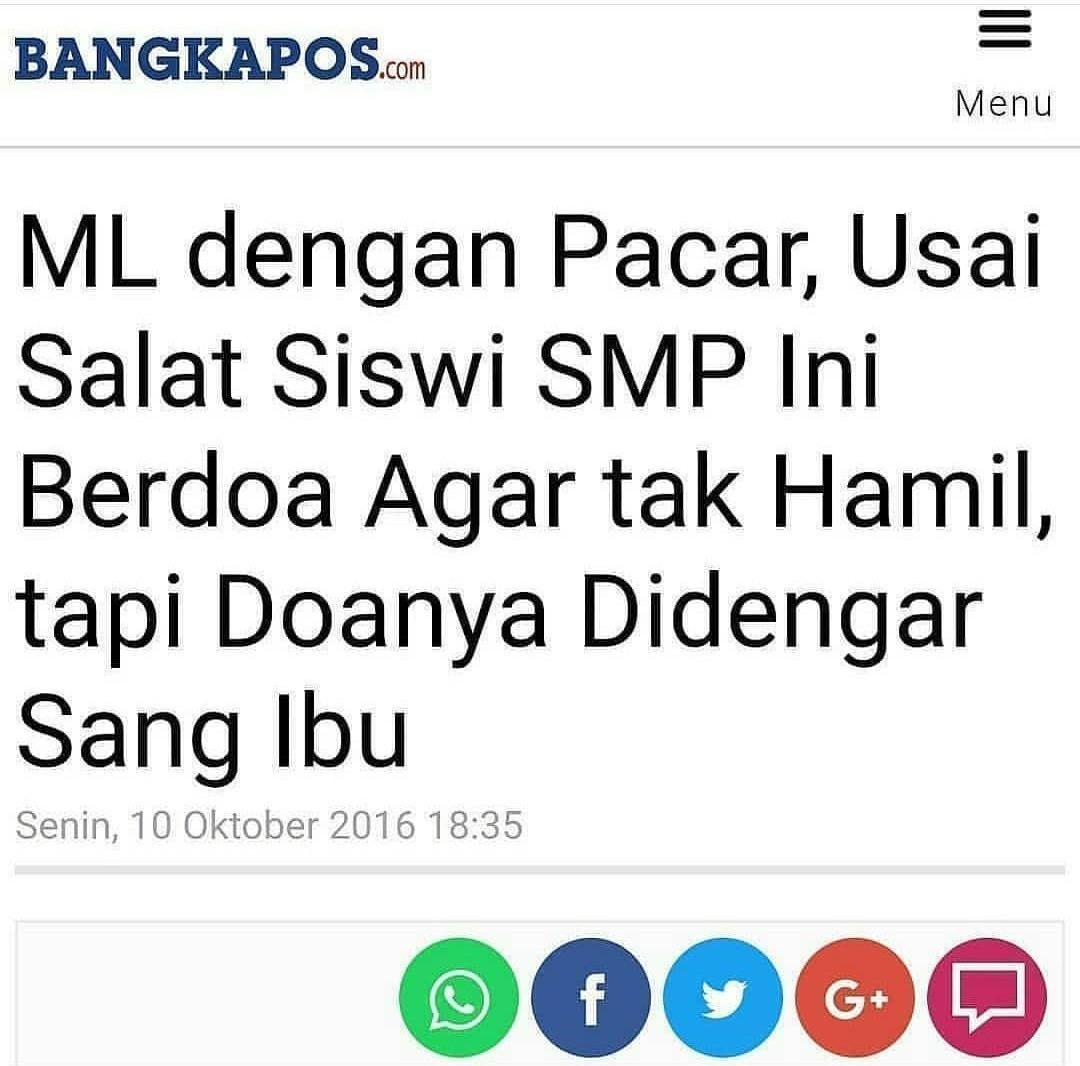 BANGKAPOS.com
Menu
ML dengan Pacar, Usai
Salat Siswi SMP Ini
Berdoa Agar tak Hamil,
tapi Doanya Didengar
Sang Ibu
Senin, 10 Oktober 2016 18:35
f
G+